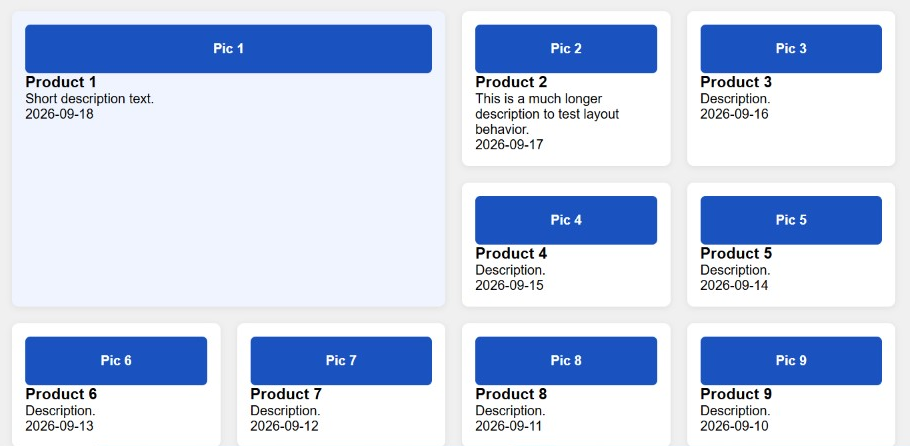 Pic 1
Product 1
Short description text.
2026-09-18
Pic 2
Product 2
This is a much longer
description to test layout
behavior.
2026-09-17
Pic 3
Product 3
Description.
2026-09-16
Pic 4
Product 4
Description.
2026-09-15
Pic 5
Product 5
Description.
2026-09-14
Pic 6
Product 6
Description.
2026-09-13
Pic 7
Product 7
Description.
2026-09-12
Pic 8
Product 8
Description.
2026-09-11
Pic 9
Product 9
Description.
2026-09-10